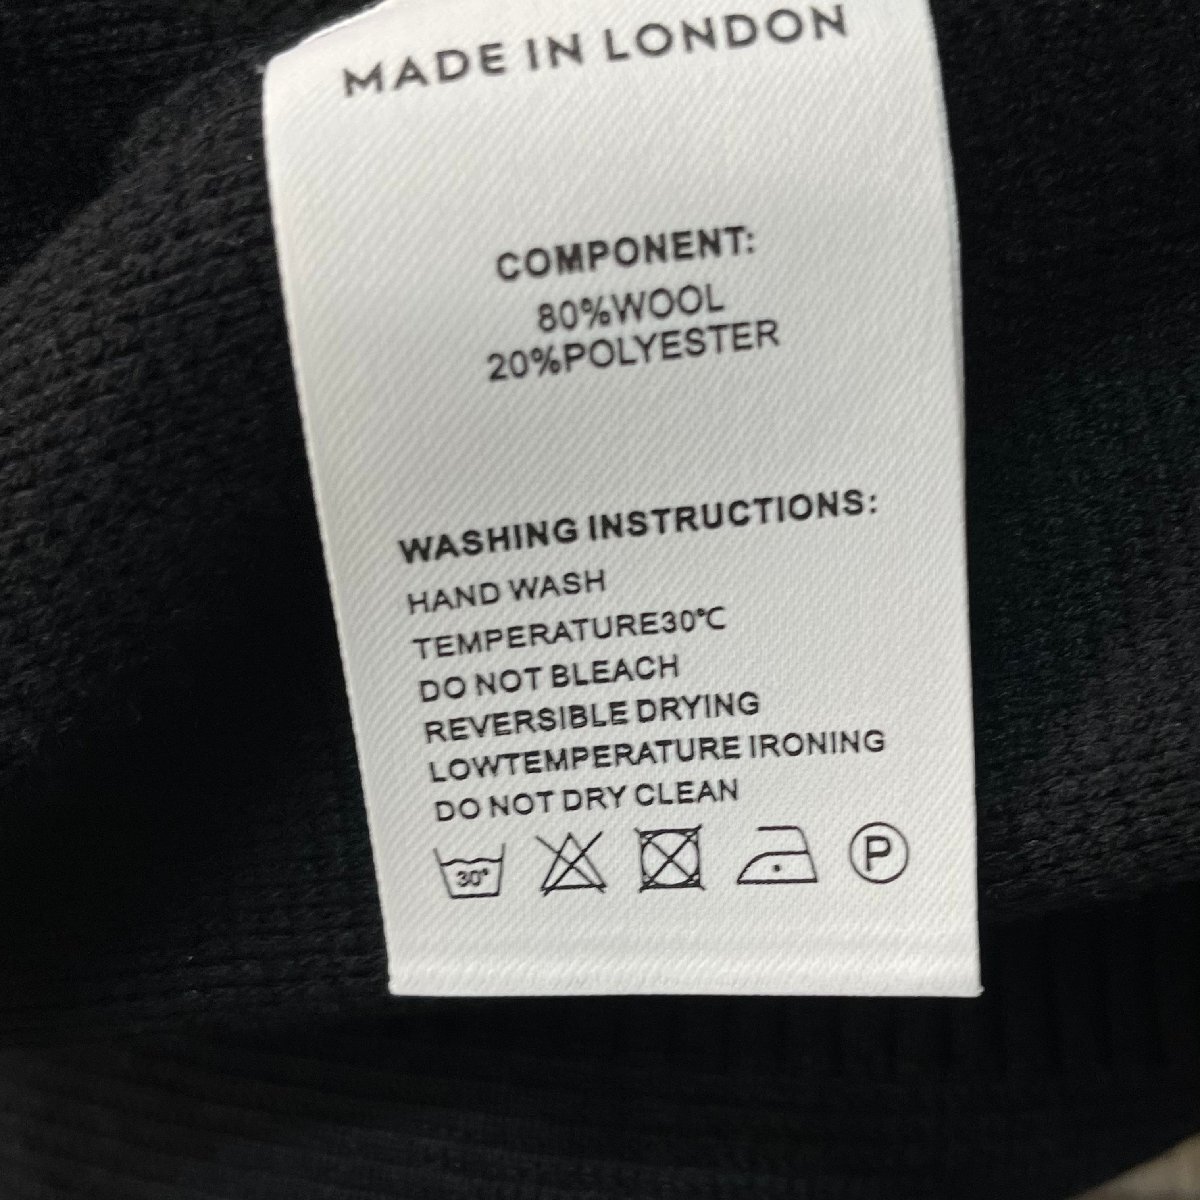 MADE IN LONDON
COMPONENT:
80%WOOL
20%POLYESTER
WASHING INSTRUCTIONS:
HAND WASH
TEMPERATURE30℃
DO NOT BLEACH
REVERSIBLE DRYING
LOWTEMPERATURE IRONING
DO NOT DRY CLEAN
30° P